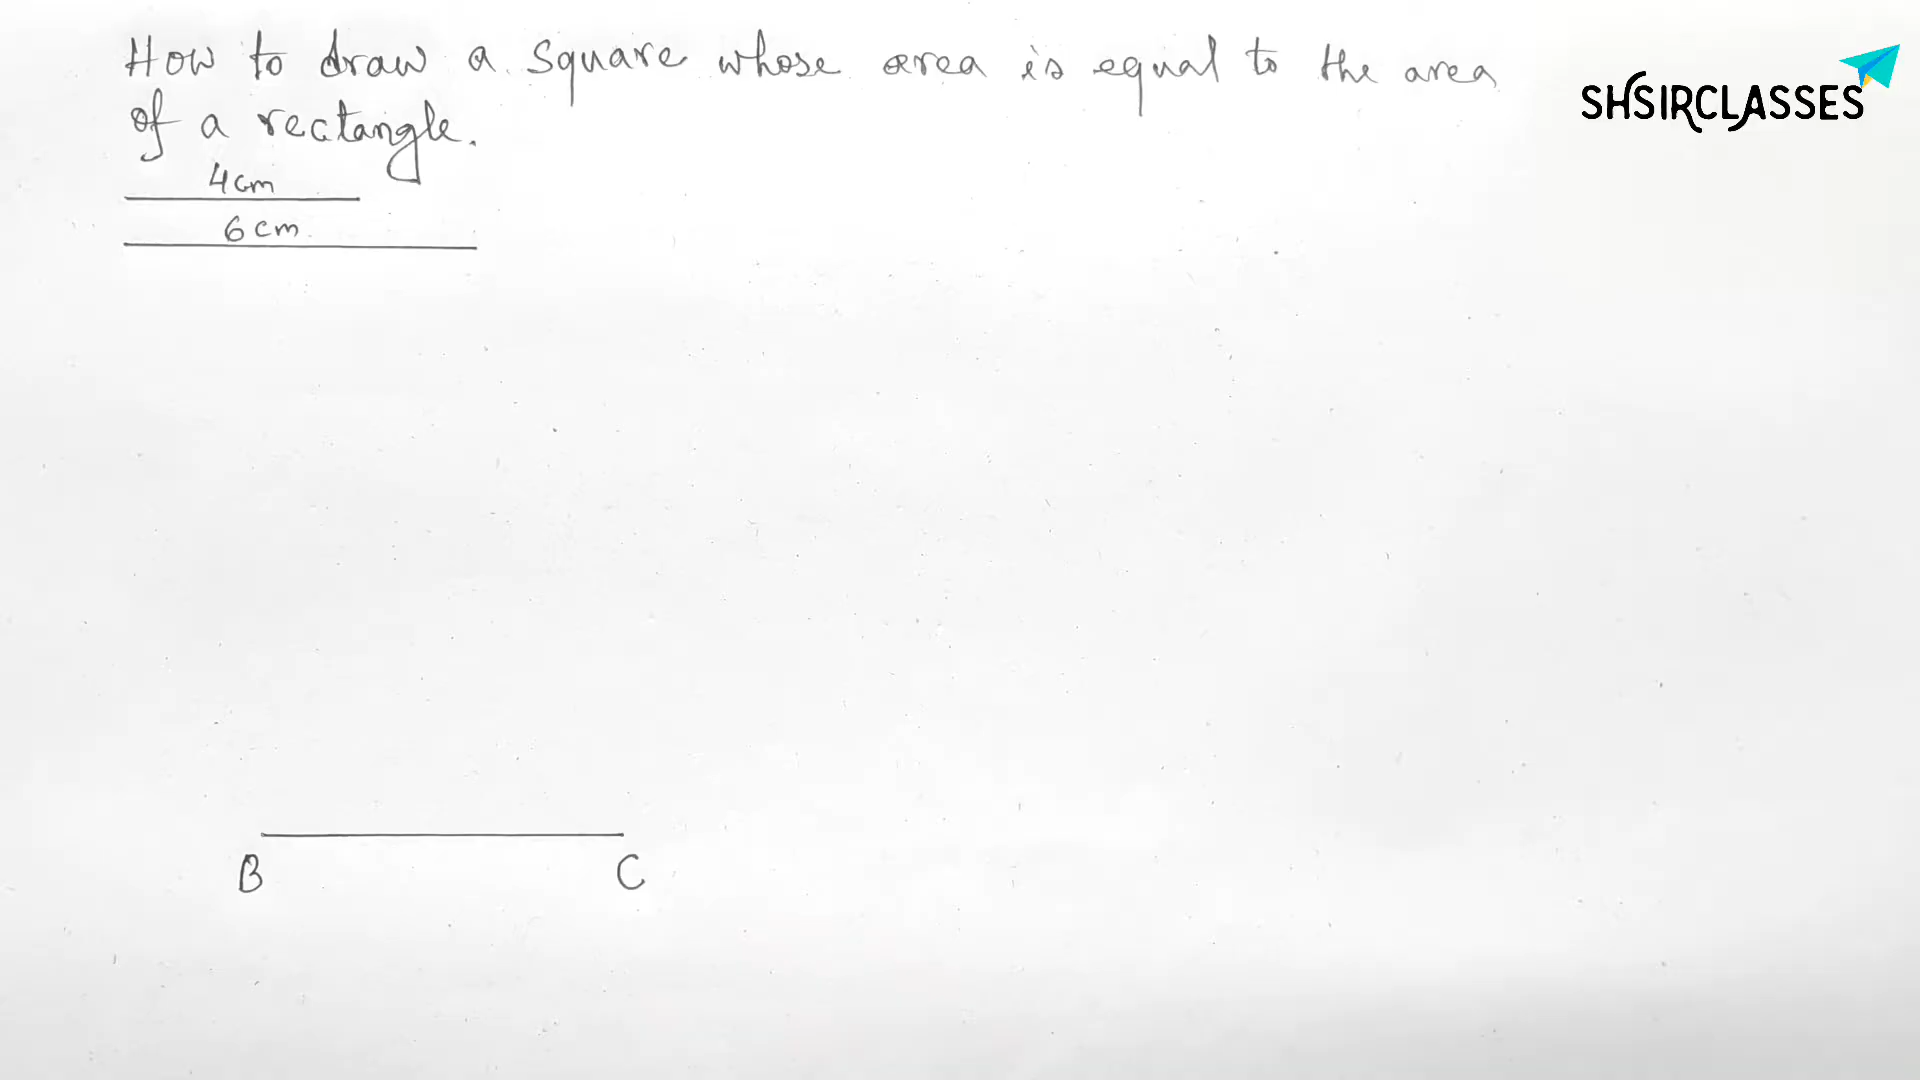 How to draw a square whose area is equal to the area
of a rectangle.
SHSIRCLASSES
4cm
6cm
B
C